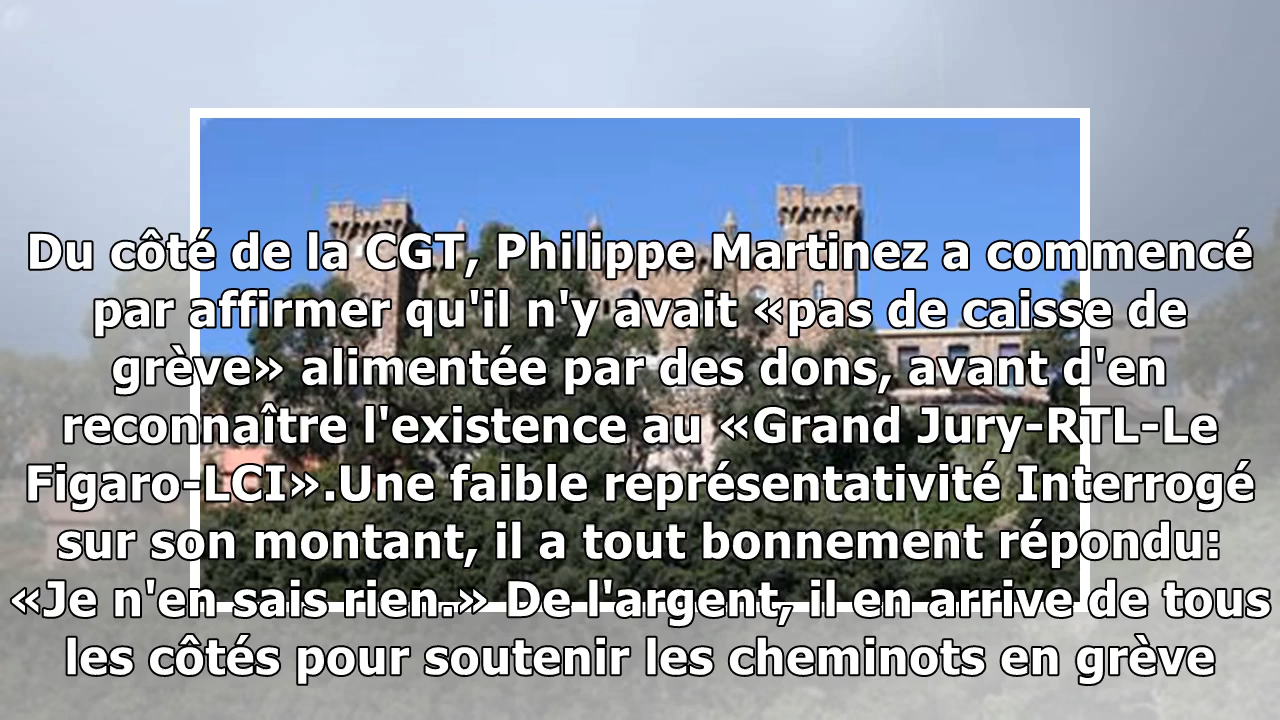 Du côté de la CGT, Philippe Martinez a commencé
par affirmer qu'il n'y avait «pas de caisse de
grève» alimentée par des dons, avant d'en
reconnaître l'existence au «Grand Jury-RTL-Le
Figaro-LCI».Une faible représentativité Interrogé
sur son montant, il a tout bonnement répondu:
«Je n'en sais rien.» De l'argent, il en arrive de tous
les côtés pour soutenir les cheminots en grève